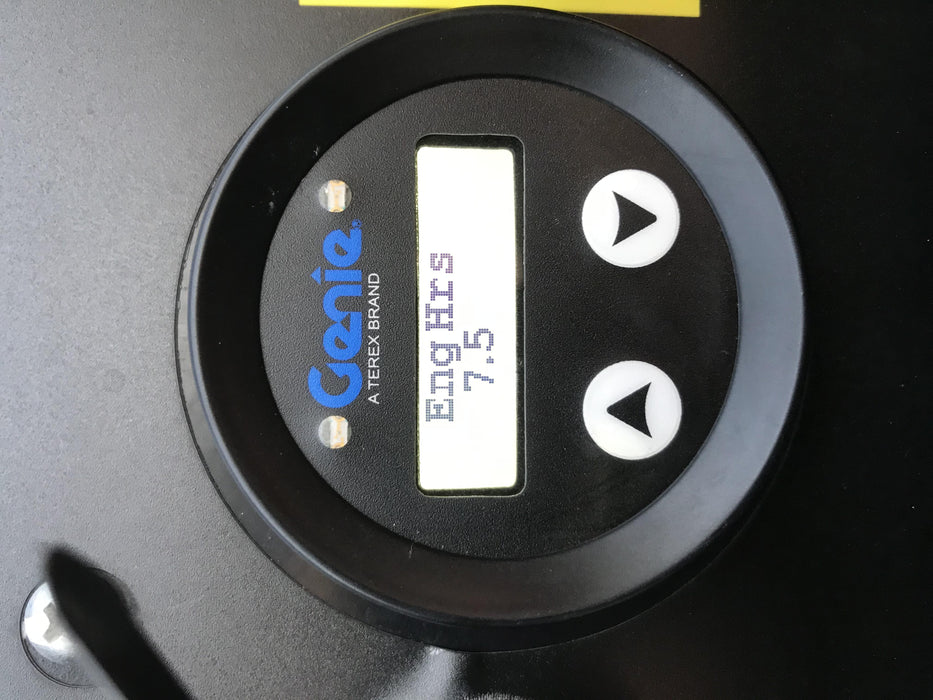 Genie
A TEREX BRAND
Eng Hrs
7.5